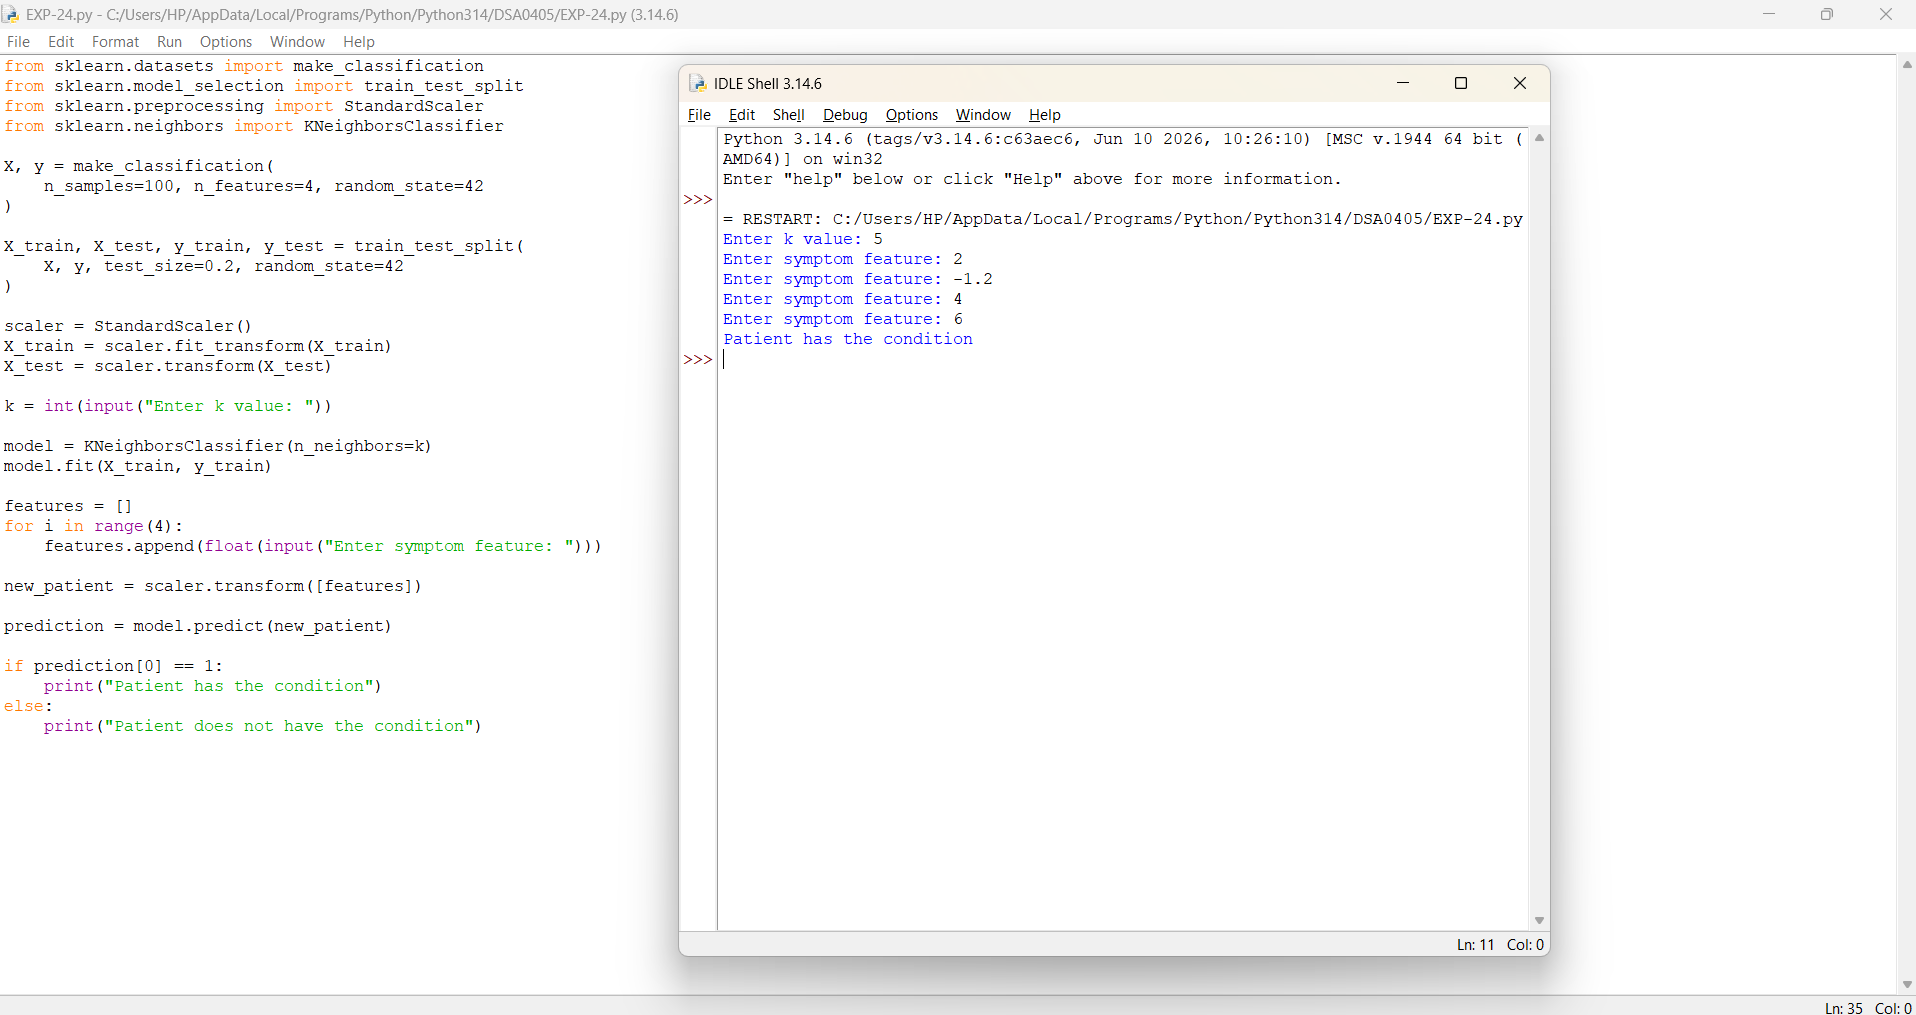 EXP-24.py - C:/Users/HP/AppData/Local/Programs/Python/Python314/DSA0405/EXP-24.py (3.14.6)
File Edit Format Run Options Window Help
from sklearn.datasets import make_classification
from sklearn.model_selection import train_test_split
from sklearn.preprocessing import StandardScaler
from sklearn.neighbors import KNeighborsClassifier
X, y = make_classification(
    n_samples=100, n_features=4, random_state=42
)
X_train, X_test, y_train, y_test = train_test_split(
    X, y, test_size=0.2, random_state=42
)
scaler = StandardScaler()
X_train = scaler.fit_transform(X_train)
X_test = scaler.transform(X_test)
k = int(input("Enter k value: "))
model = KNeighborsClassifier(n_neighbors=k)
model.fit(X_train, y_train)
features = []
for i in range(4):
    features.append(float(input("Enter symptom feature: ")))
new_patient = scaler.transform([features])
prediction = model.predict(new_patient)
if prediction[0] == 1:
    print("Patient has the condition")
else:
    print("Patient does not have the condition")
IDLE Shell 3.14.6
File Edit Shell Debug Options Window Help
Python 3.14.6 (tags/v3.14.6:c63aec6, Jun 10 2026, 10:26:10) [MSC v.1944 64 bit (
AMD64)] on win32
Enter "help" below or click "Help" above for more information.
>>>
= RESTART: C:/Users/HP/AppData/Local/Programs/Python/Python314/DSA0405/EXP-24.py
Enter k value: 5
Enter symptom feature: 2
Enter symptom feature: -1.2
Enter symptom feature: 4
Enter symptom feature: 6
Patient has the condition
>>>
Ln: 11 Col: 0
Ln: 35 Col: 0